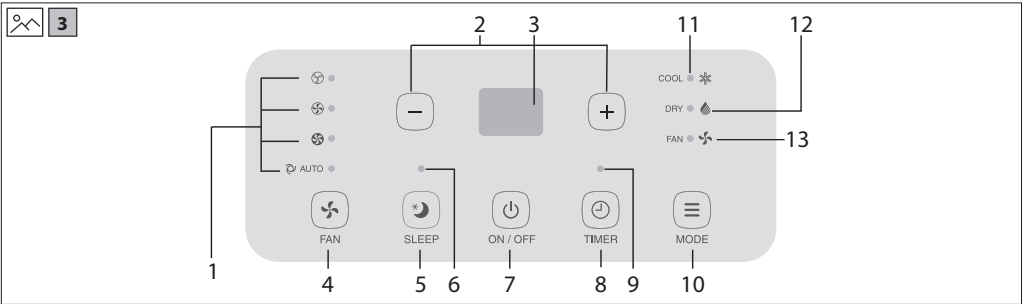 3
2 3 11 12
COOL
− +
DRY
FAN 13
AUTO
1 6 9
FAN SLEEP ON / OFF TIMER MODE
4 5 7 8 10